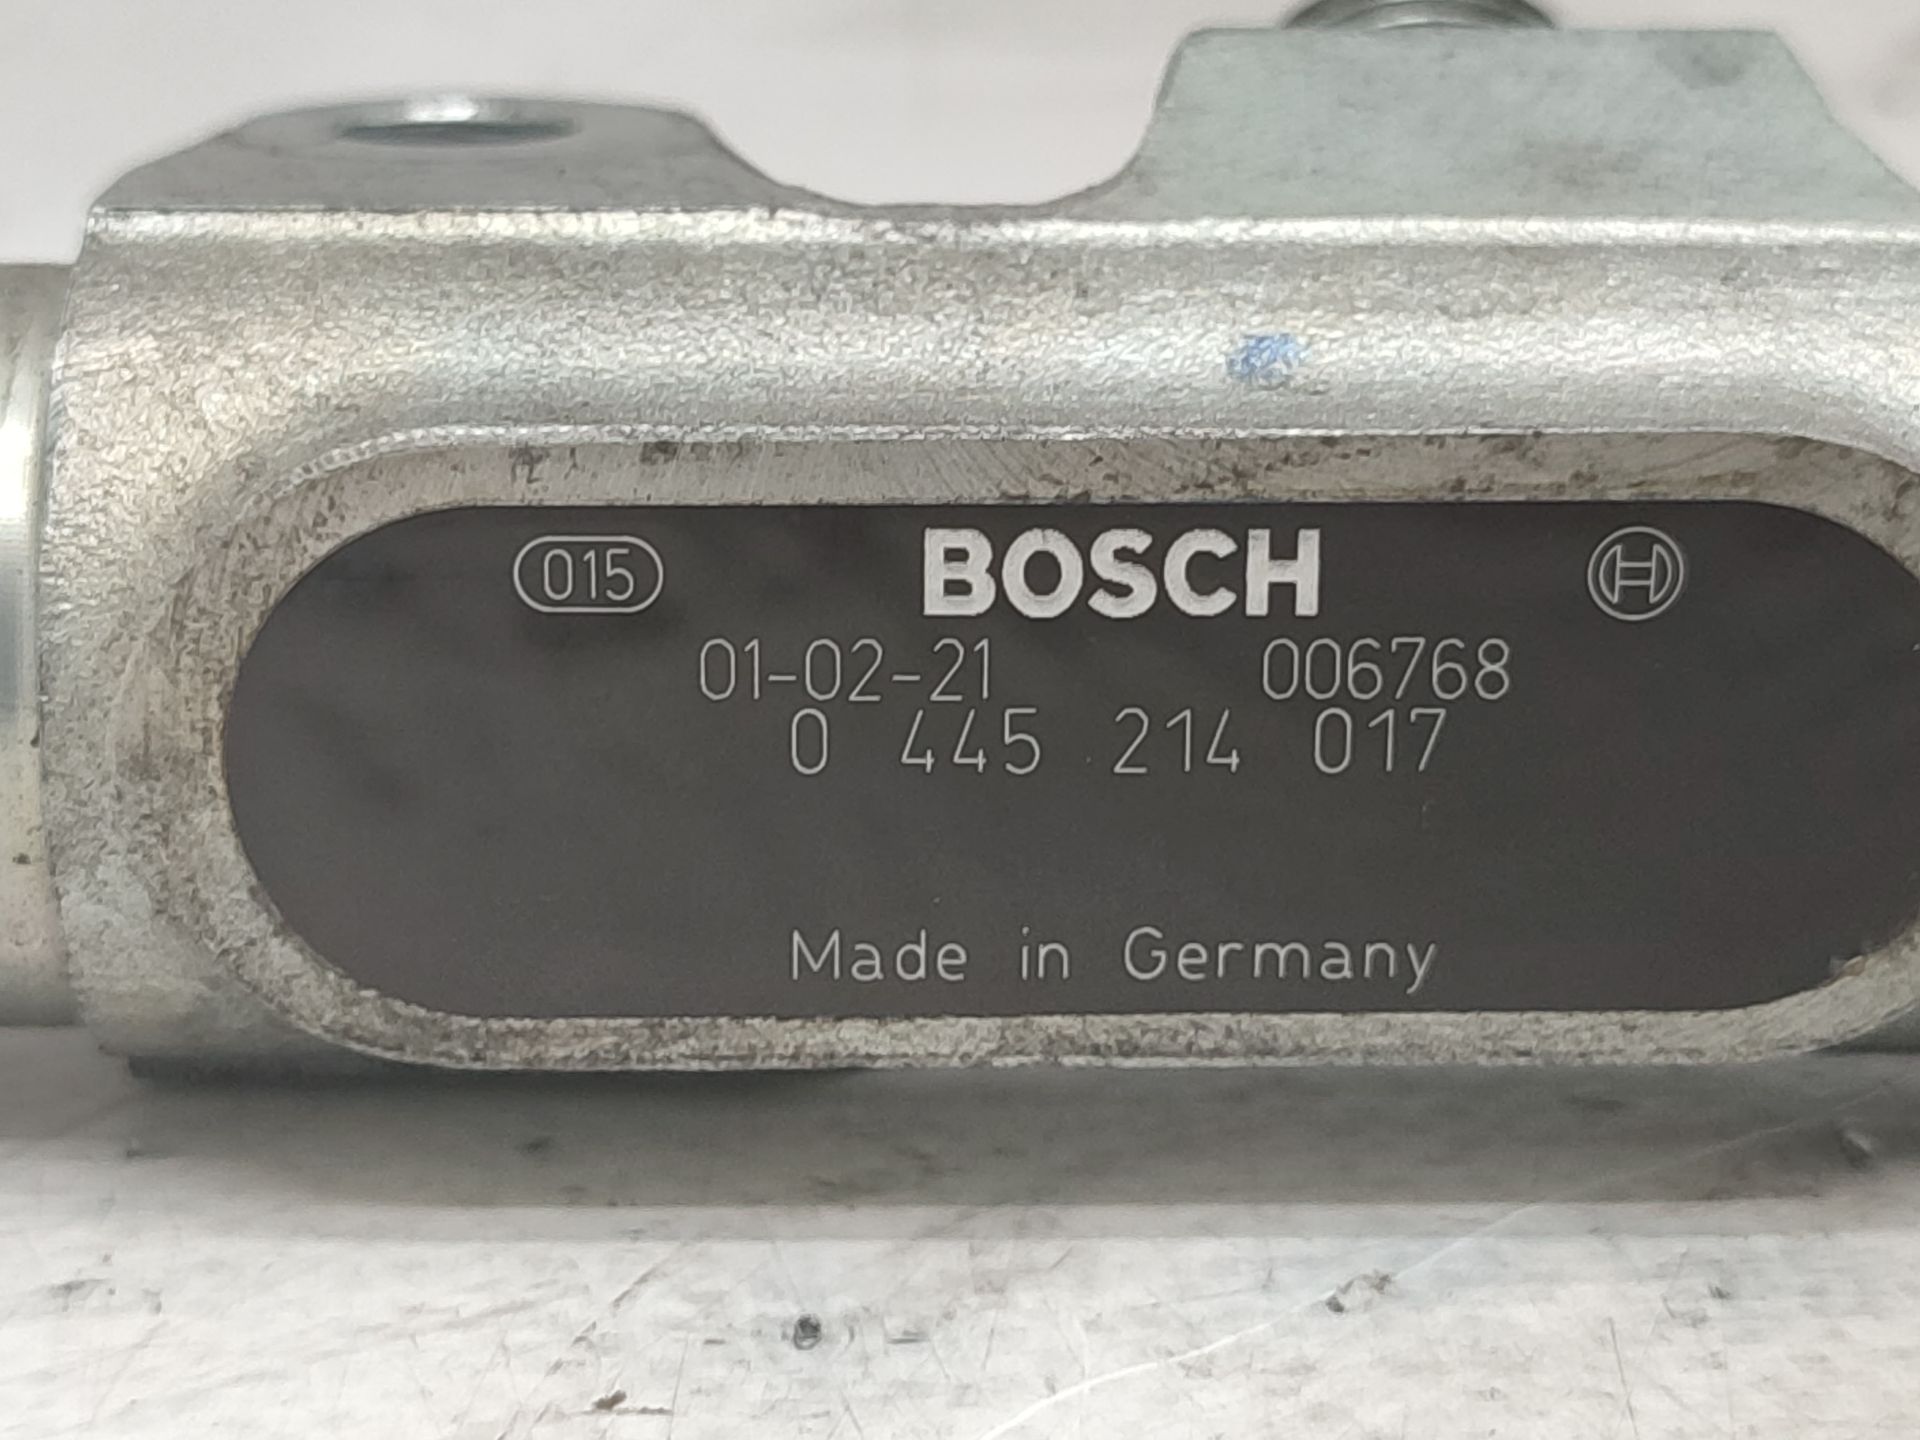 015 BOSCH
01-02-21 006768
0 445 214 017
Made in Germany